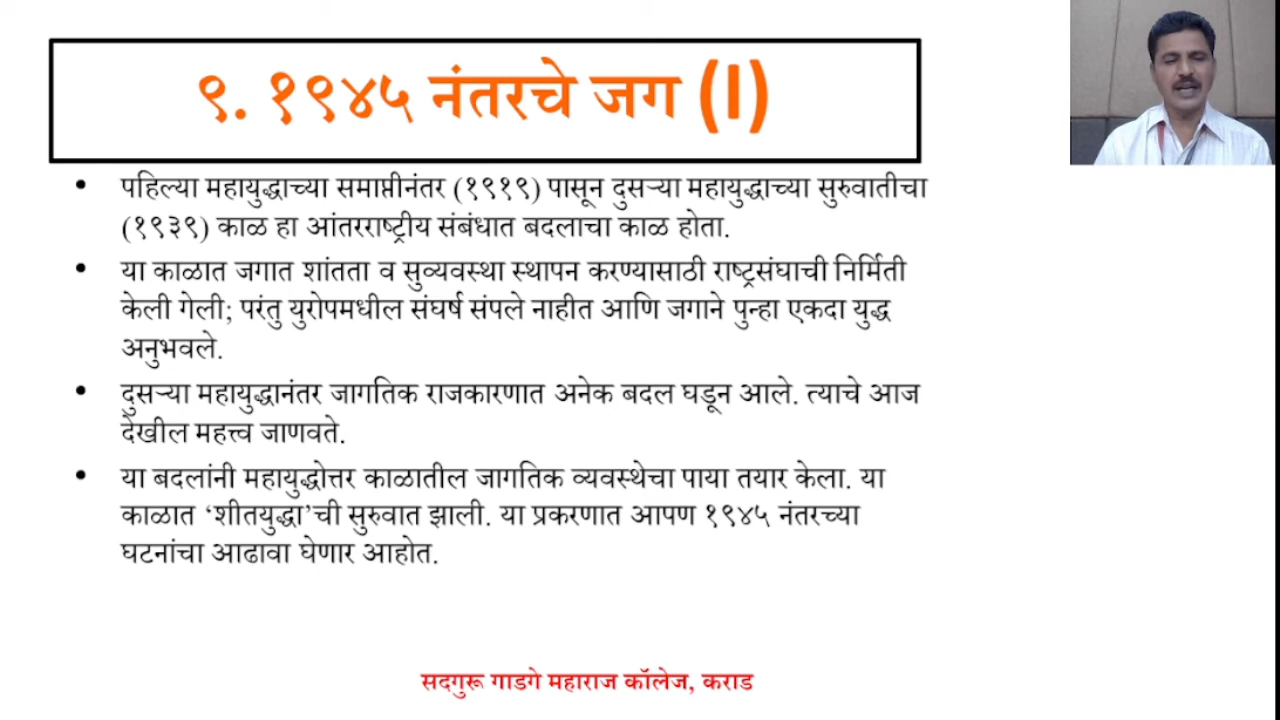 ९. १९४५ नंतरचे जग (I)
• पहिल्या महायुद्धाच्या समाप्तीनंतर (१९१९) पासून दुसऱ्या महायुद्धाच्या सुरुवातीचा
(१९३९) काळ हा आंतरराष्ट्रीय संबंधात बदलाचा काळ होता.
• या काळात जगात शांतता व सुव्यवस्था स्थापन करण्यासाठी राष्ट्रसंघाची निर्मिती
केली गेली; परंतु युरोपमधील संघर्ष संपले नाहीत आणि जगाने पुन्हा एकदा युद्ध
अनुभवले.
• दुसऱ्या महायुद्धानंतर जागतिक राजकारणात अनेक बदल घडून आले. त्याचे आज
देखील महत्त्व जाणवते.
• या बदलांनी महायुद्धोत्तर काळातील जागतिक व्यवस्थेचा पाया तयार केला. या
काळात ‘शीतयुद्धा’ची सुरुवात झाली. या प्रकरणात आपण १९४५ नंतरच्या
घटनांचा आढावा घेणार आहोत.
सदगुरू गाडगे महाराज कॉलेज, कराड